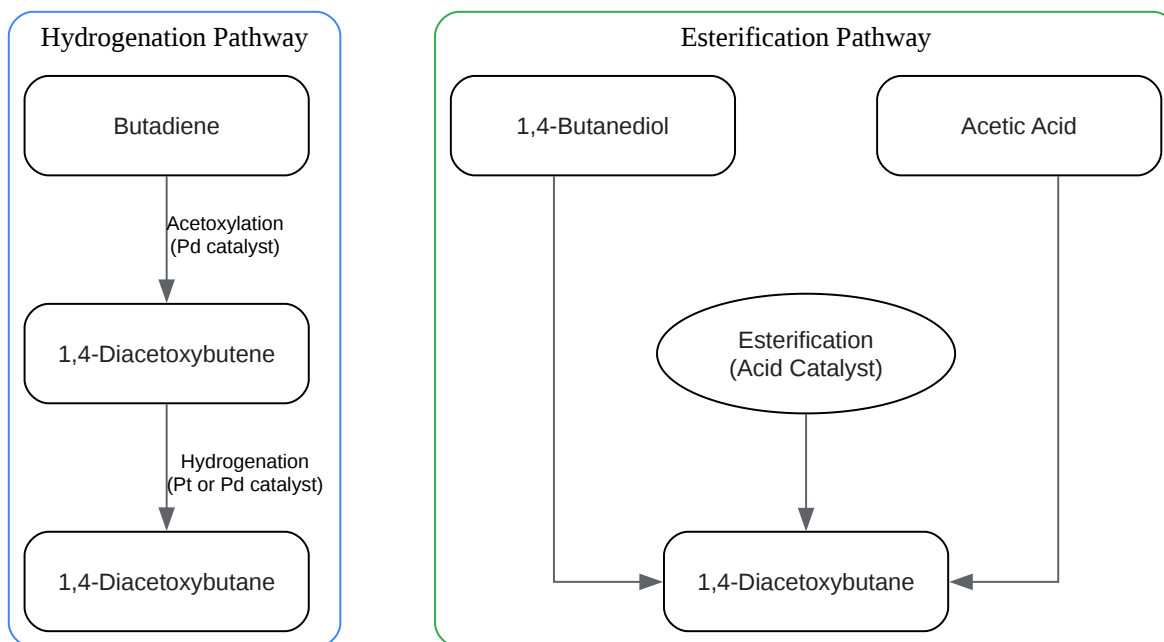 Hydrogenation Pathway
Butadiene
Acetoxylation
(Pd catalyst)
1,4-Diacetoxybutene
Hydrogenation
(Pt or Pd catalyst)
1,4-Diacetoxybutane
Esterification Pathway
1,4-Butanediol
Acetic Acid
Esterification
(Acid Catalyst)
1,4-Diacetoxybutane